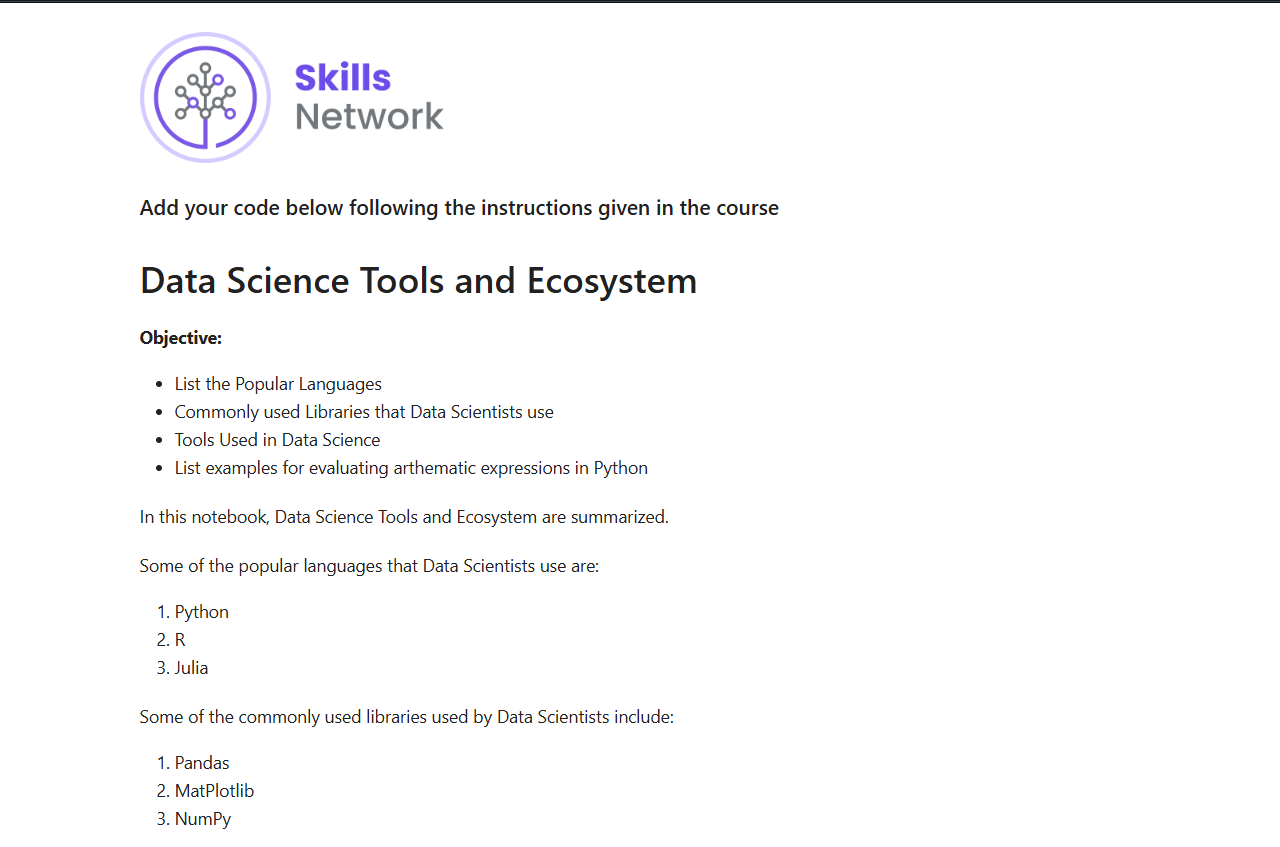 Skills
Network
Add your code below following the instructions given in the course
Data Science Tools and Ecosystem
Objective:
• List the Popular Languages
• Commonly used Libraries that Data Scientists use
• Tools Used in Data Science
• List examples for evaluating arthematic expressions in Python
In this notebook, Data Science Tools and Ecosystem are summarized.
Some of the popular languages that Data Scientists use are:
1. Python
2. R
3. Julia
Some of the commonly used libraries used by Data Scientists include:
1. Pandas
2. MatPlotlib
3. NumPy